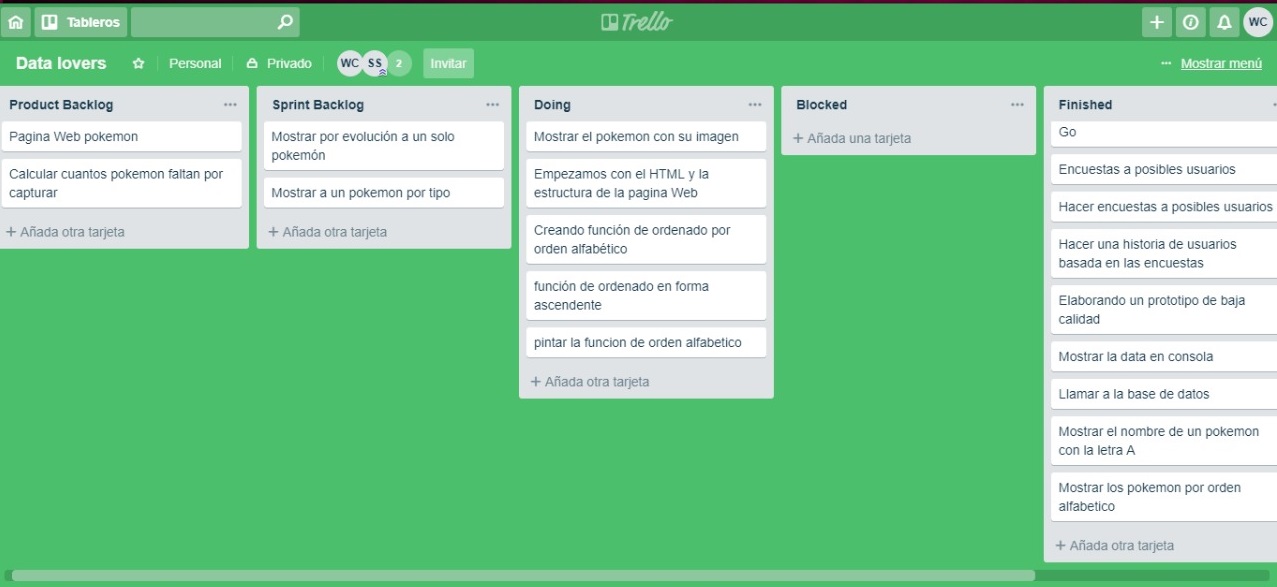 Tableros
Trello
WC
Data lovers
Personal
Privado
WC
SS
2
Invitar
... Mostrar menú
Product Backlog
Pagina Web pokemon
Calcular cuantos pokemon faltan por
capturar
+ Añada otra tarjeta
Sprint Backlog
Mostrar por evolución a un solo
pokemón
Mostrar a un pokemon por tipo
+ Añada otra tarjeta
Doing
Mostrar el pokemon con su imagen
Empezamos con el HTML y la
estructura de la pagina Web
Creando función de ordenado por
orden alfabético
función de ordenado en forma
ascendente
pintar la funcion de orden alfabetico
+ Añada otra tarjeta
Blocked
+ Añada una tarjeta
Finished
Go
Encuestas a posibles usuarios
Hacer encuestas a posibles usuarios
Hacer una historia de usuarios
basada en las encuestas
Elaborando un prototipo de baja
calidad
Mostrar la data en consola
Llamar a la base de datos
Mostrar el nombre de un pokemon
con la letra A
Mostrar los pokemon por orden
alfabetico
+ Añada otra tarjeta